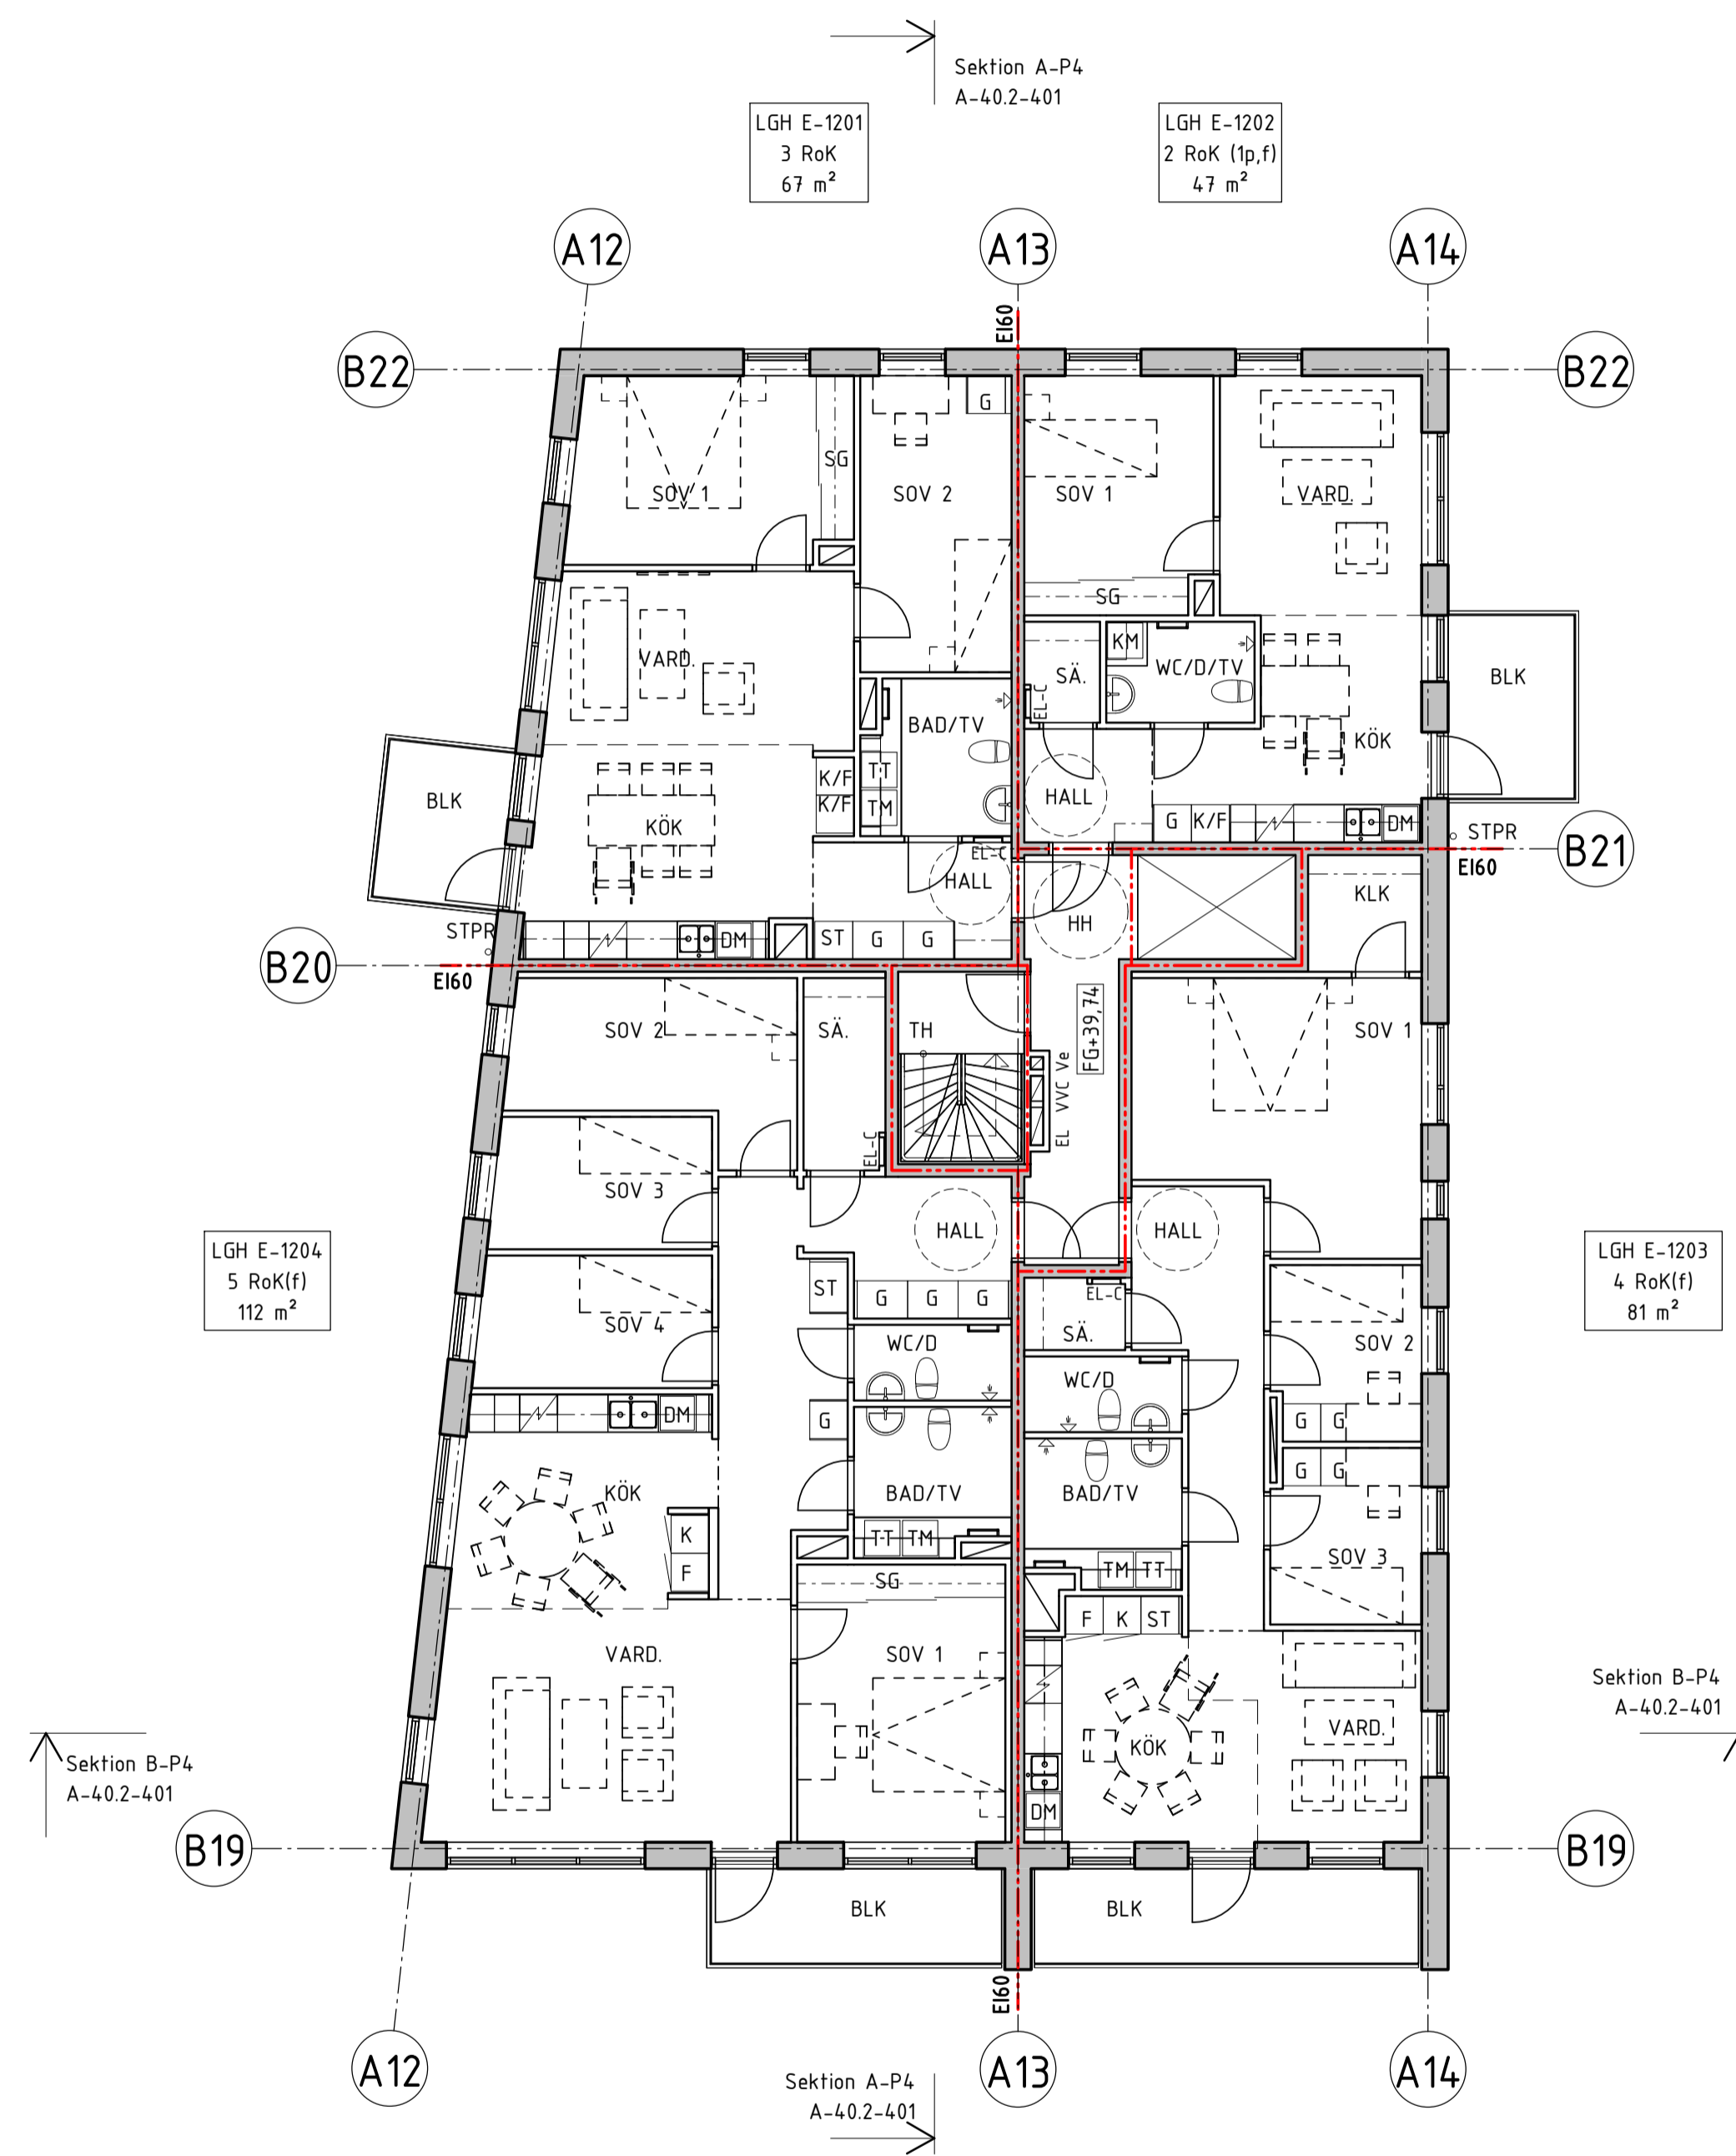 Sektion A-P4
A-40.2-401
LGH E-1201
3 RoK
67 m²
LGH E-1202
2 RoK (1p,f)
47 m²
A12
A13
A14
EI60
B22
B22
G
SG
SOV 1
SOV 2
SOV 1
VARD.
SG
VARD.
KM
WC/D/TV
SÄ.
EL-C
BLK
BAD/TV
KÖK
TT
K/F
K/F
TM
BLK
HALL
KÖK
G
K/F
DM
STPR
EI60
B21
EL-C
HALL
KLK
HH
STPR
DM
ST
G
G
B20
EI60
SOV 2
SÄ.
TH
FG+39,74
SOV 1
EL VVC Ve
EL-C
SOV 3
HALL
HALL
LGH E-1204
5 RoK(f)
112 m²
LGH E-1203
4 RoK(f)
81 m²
ST
G
G
G
EL-C
SOV 4
SÄ.
SOV 2
WC/D
WC/D
DM
G
G
G
KÖK
BAD/TV
BAD/TV
G
G
K
F
TT
TM
TM
TT
SOV 3
SG
F
K
ST
VARD.
SOV 1
Sektion B-P4
A-40.2-401
VARD.
KÖK
Sektion B-P4
A-40.2-401
DM
B19
B19
BLK
BLK
EI60
A12
A13
A14
Sektion A-P4
A-40.2-401